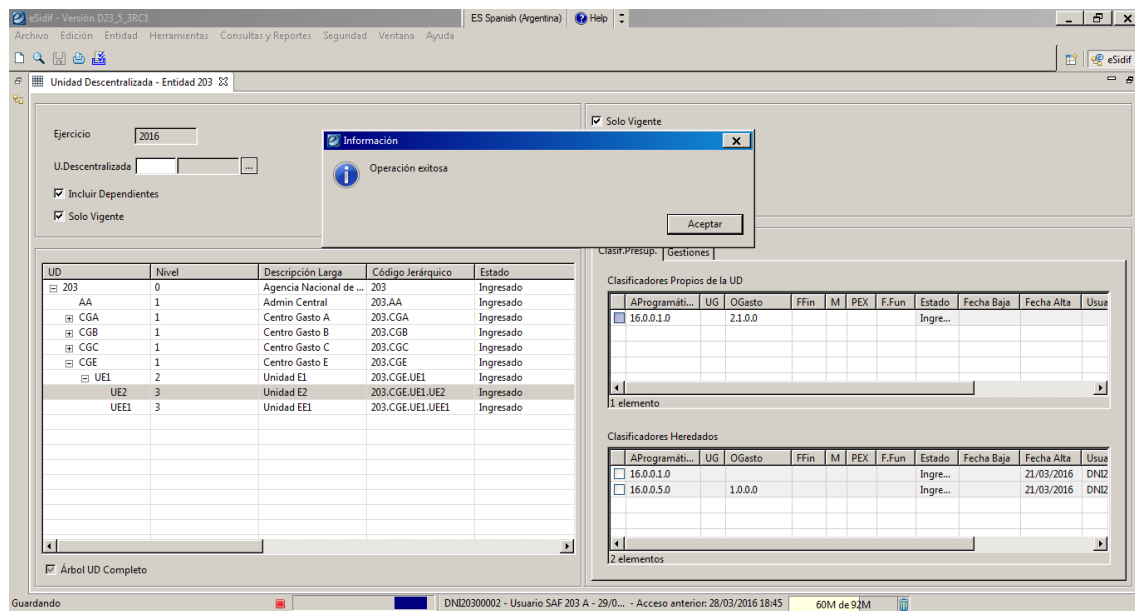 eSidif - Versión D23_5_3RC1
ES Spanish (Argentina) Help
Archivo Edición Entidad Herramientas Consultas y Reportes Seguridad Ventana Ayuda
eSidif
Unidad Descentralizada - Entidad 203
Ejercicio 2016
U.Descentralizada ...
Incluir Dependientes
Solo Vigente
Solo Vigente
Información
Operación exitosa
Aceptar
UD Nivel Descripción Larga Código Jerárquico Estado
203 0 Agencia Nacional de ... 203 Ingresado
AA 1 Admin Central 203.AA Ingresado
CGA 1 Centro Gasto A 203.CGA Ingresado
CGB 1 Centro Gasto B 203.CGB Ingresado
CGC 1 Centro Gasto C 203.CGC Ingresado
CGE 1 Centro Gasto E 203.CGE Ingresado
UE1 2 Unidad E1 203.CGE.UE1 Ingresado
UE2 3 Unidad E2 203.CGE.UE1.UE2 Ingresado
UEE1 3 Unidad EE1 203.CGE.UE1.UEE1 Ingresado
Árbol UD Completo
Clasif.Presup. Gestiones
Clasificadores Propios de la UD
AProgramáti... UG OGasto FFin M PEX F.Fun Estado Fecha Baja Fecha Alta Usua
16.0.0.1.0 2.1.0.0 Ingre...
1 elemento
Clasificadores Heredados
AProgramáti... UG OGasto FFin M PEX F.Fun Estado Fecha Baja Fecha Alta Usua
16.0.0.1.0 Ingre... 21/03/2016 DNI2
16.0.0.5.0 1.0.0.0 Ingre... 21/03/2016 DNI2
2 elementos
Guardando
DNI20300002 - Usuario SAF 203 A - 29/0... - Acceso anterior: 28/03/2016 18:45
60M de 92M